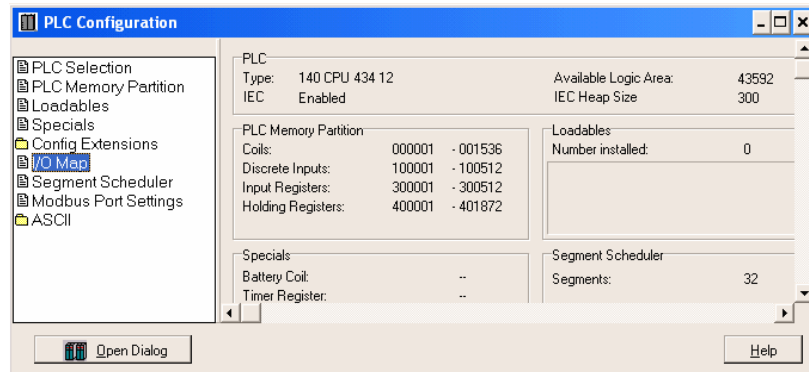 PLC Configuration
PLC Selection
PLC Memory Partition
Loadables
Specials
Config Extensions
I/O Map
Segment Scheduler
Modbus Port Settings
ASCII
PLC
Type: 140 CPU 434 12 Available Logic Area: 43592
IEC Enabled IEC Heap Size 300
PLC Memory Partition
Coils: 000001 - 001536
Discrete Inputs: 100001 - 100512
Input Registers: 300001 - 300512
Holding Registers: 400001 - 401872
Loadables
Number installed: 0
Specials
Battery Coil: --
Timer Register: --
Segment Scheduler
Segments: 32
Open Dialog
Help